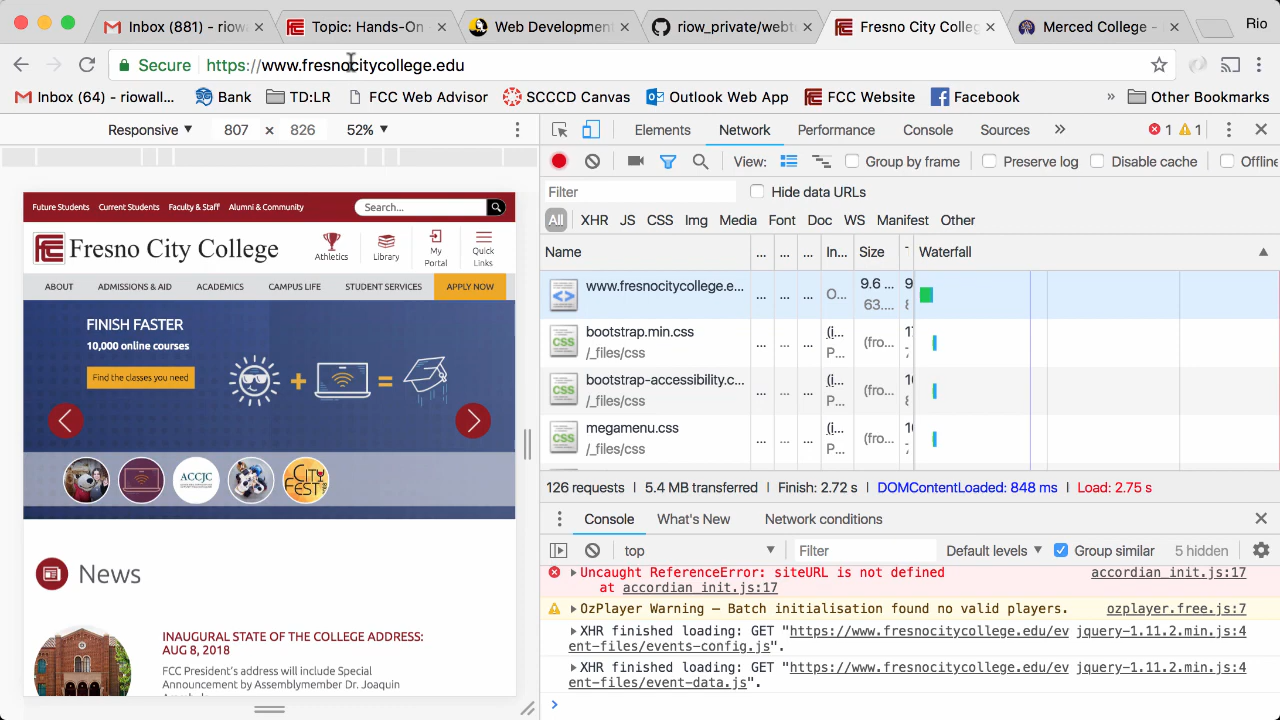 Inbox (881) - riow
Topic: Hands-On
Web Development
riow_private/webt
Fresno City Colleg
Merced College -
Rio
Secure
https://www.fresnocitycollege.edu
Inbox (64) - riowall...
Bank
TD:LR
FCC Web Advisor
SCCCD Canvas
Outlook Web App
FCC Website
Facebook
»
Other Bookmarks
Responsive ▼ 807 × 826 52% ▼
Elements Network Performance Console Sources » 1 1
View: Group by frame Preserve log Disable cache Offlin
Filter Hide data URLs
All XHR JS CSS Img Media Font Doc WS Manifest Other
Name ... ... ... In... Size Waterfall
www.fresnocitycollege.e... ... ... ... O... 9.6 ... 9
63....
bootstrap.min.css
/_files/css
... ... ... (i... P... (fro...
bootstrap-accessibility.c...
/_files/css
... ... ... (i... P... (fro...
megamenu.css
/_files/css
... ... ... (i... P... (fro...
126 requests | 5.4 MB transferred | Finish: 2.72 s | DOMContentLoaded: 848 ms | Load: 2.75 s
Console What's New Network conditions
top ▼ Filter Default levels ▼ Group similar 5 hidden
Uncaught ReferenceError: siteURL is not defined accordian init.js:17
at accordian init.js:17
OzPlayer Warning – Batch initialisation found no valid players. ozplayer.free.js:7
XHR finished loading: GET "https://www.fresnocitycollege.edu/ev jquery-1.11.2.min.js:4
ent-files/events-config.js".
XHR finished loading: GET "https://www.fresnocitycollege.edu/ev jquery-1.11.2.min.js:4
ent-files/event-data.js".
>
Future Students Current Students Faculty & Staff Alumni & Community Search...
Fresno City College
Athletics
Library
My
Portal
Quick
Links
ABOUT ADMISSIONS & AID ACADEMICS CAMPUS LIFE STUDENT SERVICES APPLY NOW
FINISH FASTER
10,000 online courses
Find the classes you need
+ =
ACCJC
CITY
FEST
News
INAUGURAL STATE OF THE COLLEGE ADDRESS:
AUG 8, 2018
FCC President's address will include Special
Announcement by Assemblymember Dr. Joaquin